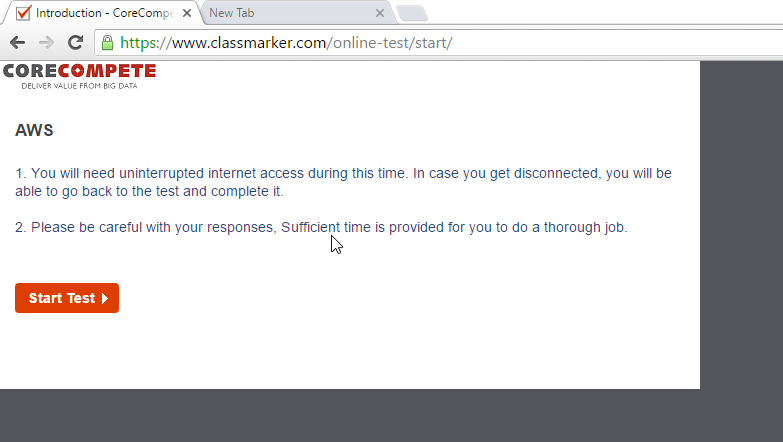 Introduction - CoreCompe
New Tab
https://www.classmarker.com/online-test/start/
CORECOMPETE
DELIVER VALUE FROM BIG DATA
AWS
1. You will need uninterrupted internet access during this time. In case you get disconnected, you will be
able to go back to the test and complete it.
2. Please be careful with your responses, Sufficient time is provided for you to do a thorough job.
Start Test